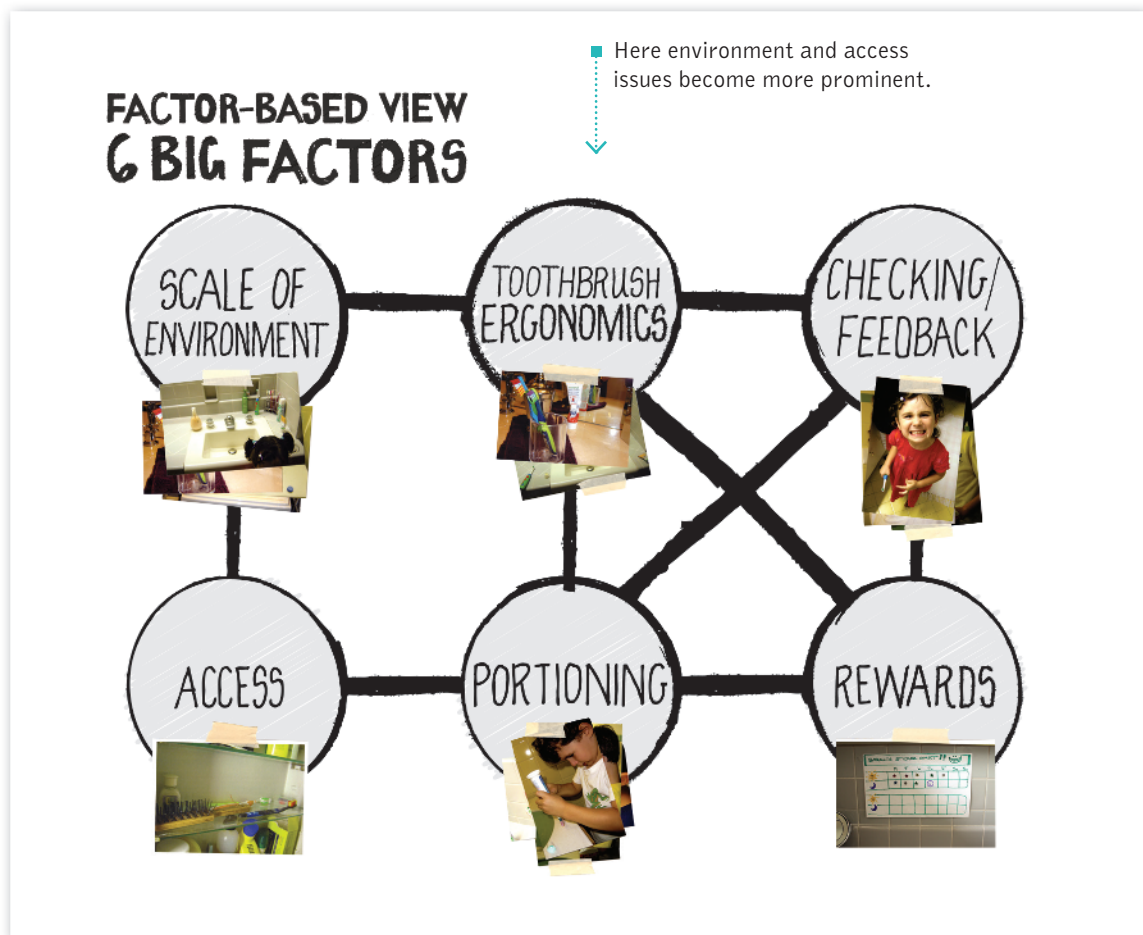 Here environment and access
issues become more prominent.
FACTOR-BASED VIEW
6 BIG FACTORS
SCALE OF
ENVIRONMENT
TOOTHBRUSH
ERGONOMICS
CHECKING/
FEEDBACK
ACCESS
PORTIONING
REWARDS